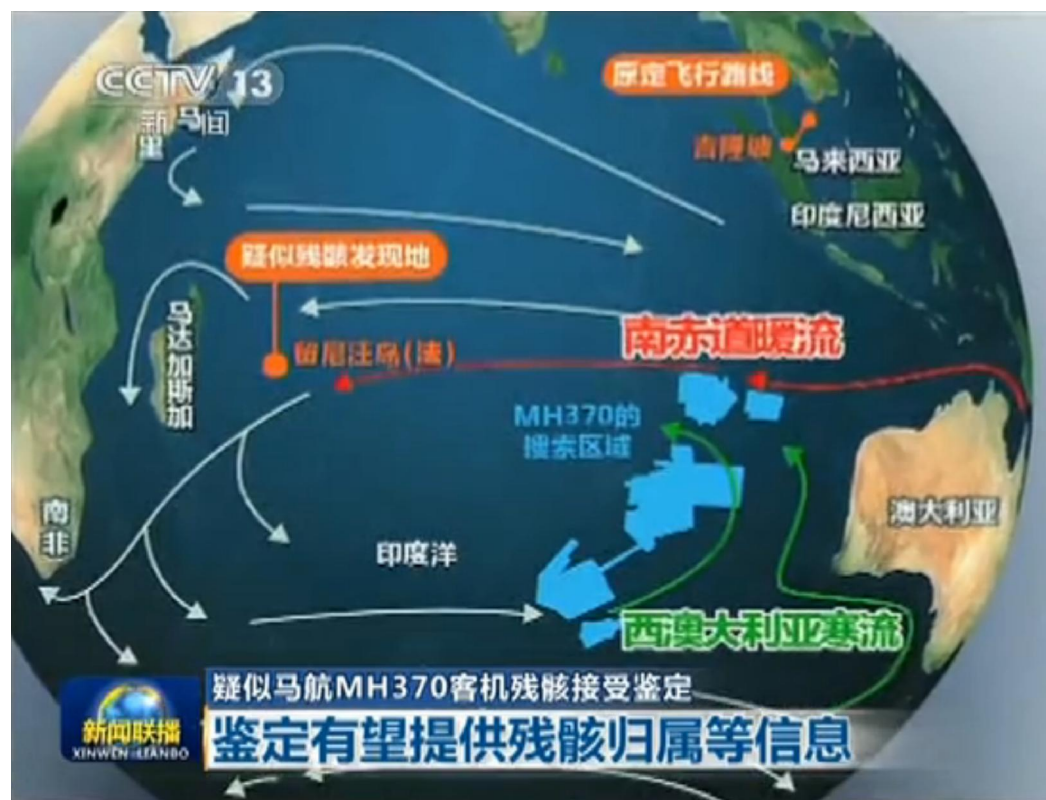 CCTV 13
新闻
原定飞行路线
吉隆坡
马来西亚
印度尼西亚
疑似残骸发现地
马达加斯加
留尼汪岛(法)
南赤道暖流
MH370的
搜索区域
南非
澳大利亚
印度洋
西澳大利亚寒流
疑似马航MH370客机残骸接受鉴定
新闻联播
XINWEN LIANBO
鉴定有望提供残骸归属等信息